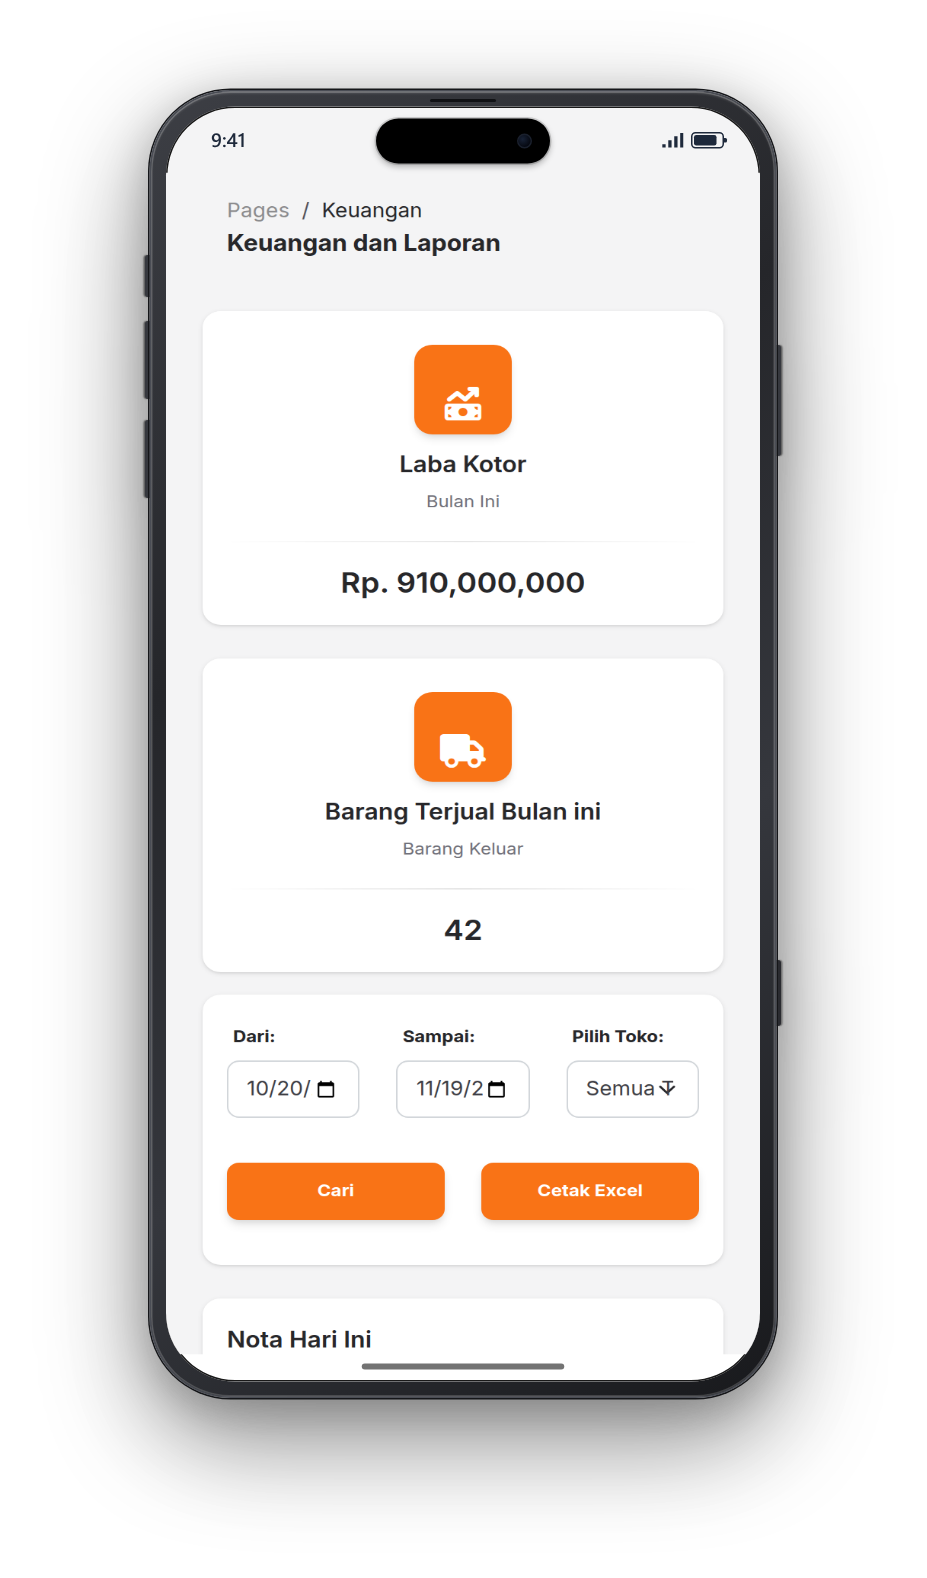 9:41
Pages / Keuangan
Keuangan dan Laporan
Laba Kotor
Bulan Ini
Rp. 910,000,000
Barang Terjual Bulan ini
Barang Keluar
42
Dari: Sampai: Pilih Toko:
10/20/ 11/19/2 Semua T
Cari Cetak Excel
Nota Hari Ini